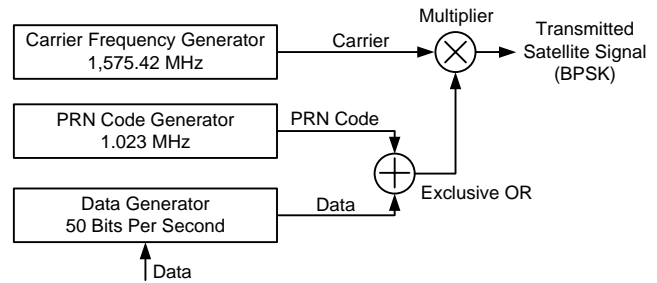 Multiplier
Carrier Frequency Generator
1,575.42 MHz
Carrier
Transmitted
Satellite Signal
(BPSK)
PRN Code Generator
1.023 MHz
PRN Code
Exclusive OR
Data Generator
50 Bits Per Second
Data
Data